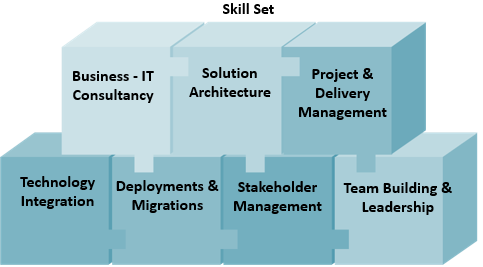 Skill Set
Business - IT
Consultancy
Solution
Architecture
Project &
Delivery
Management
Technology
Integration
Deployments &
Migrations
Stakeholder
Management
Team Building &
Leadership